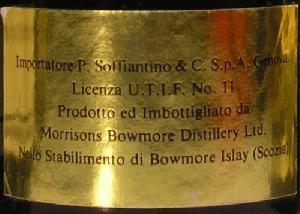 Importatore P. Soffiantino & C. S.p.A. Genova.
Licenza U.T.I.F. No. 11
Prodotto ed Imbottigliato da
Morrisons Bowmore Distillery Ltd.
Nello Stabilimento di Bowmore Islay (Scozia)